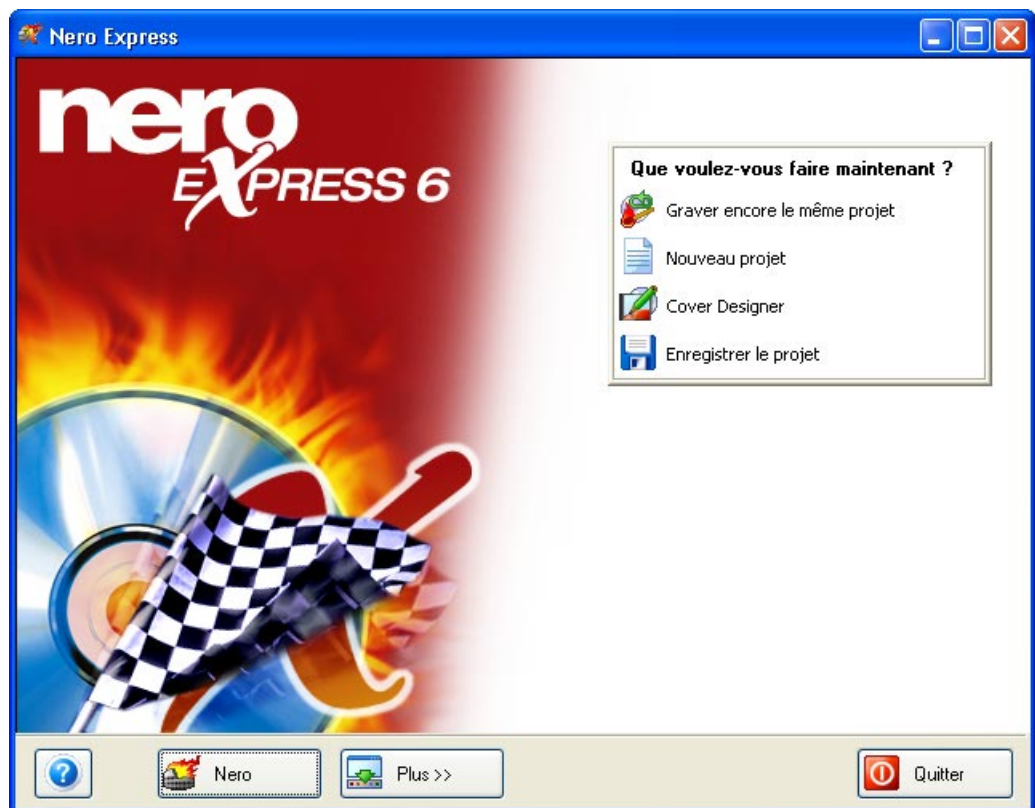 Nero Express
nero
EXPRESS 6
Que voulez-vous faire maintenant ?
Graver encore le même projet
Nouveau projet
Cover Designer
Enregistrer le projet
?
Nero
Plus >>
Quitter